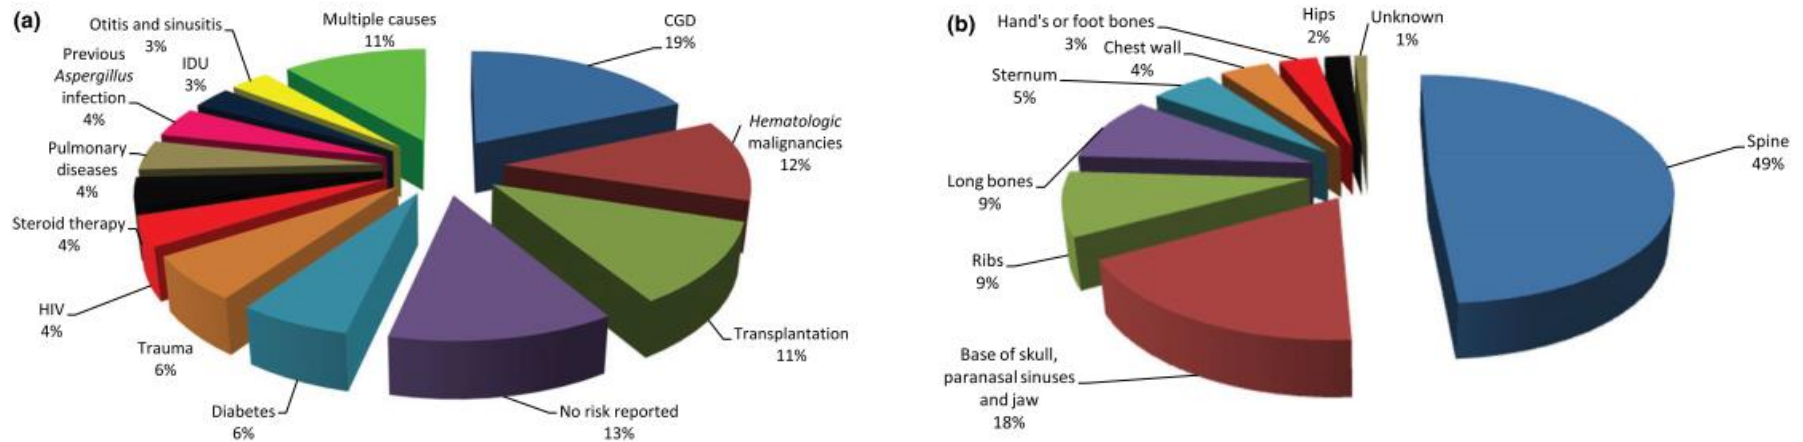 (a)
Multiple causes
11%
CGD
19%
Hematologic
malignancies
12%
Transplantation
11%
No risk reported
13%
Diabetes
6%
Trauma
6%
HIV
4%
Steroid therapy
4%
Pulmonary
diseases
4%
Previous
Aspergillus
infection
4%
IDU
3%
Otitis and sinusitis
3%
(b)
Spine
49%
Base of skull,
paranasal sinuses
and jaw
18%
Ribs
9%
Long bones
9%
Sternum
5%
Chest wall
4%
Hand's or foot bones
3%
Hips
2%
Unknown
1%